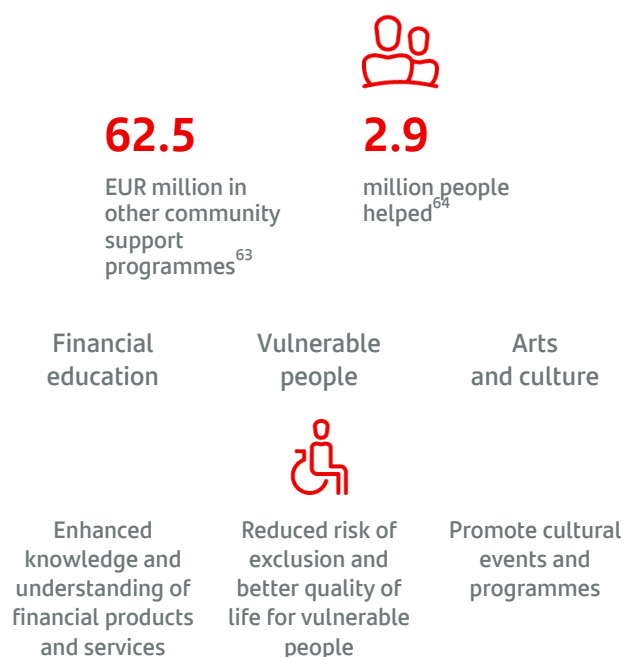 62.5
EUR million in
other community
support
programmes63
2.9
million people
helped64
Financial
education
Vulnerable
people
Arts
and culture
Enhanced
knowledge and
understanding of
financial products
and services
Reduced risk of
exclusion and
better quality of
life for vulnerable
people
Promote cultural
events and
programmes